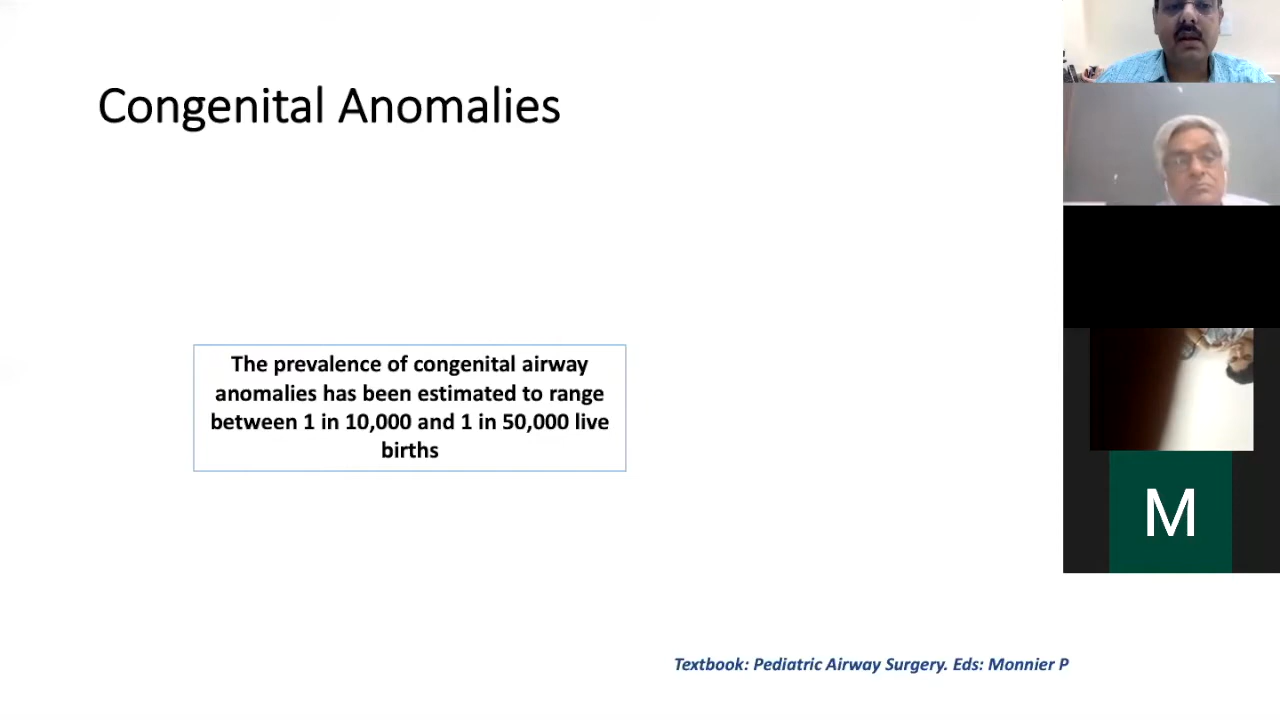 Congenital Anomalies
The prevalence of congenital airway
anomalies has been estimated to range
between 1 in 10,000 and 1 in 50,000 live
births
M
Textbook: Pediatric Airway Surgery. Eds: Monnier P